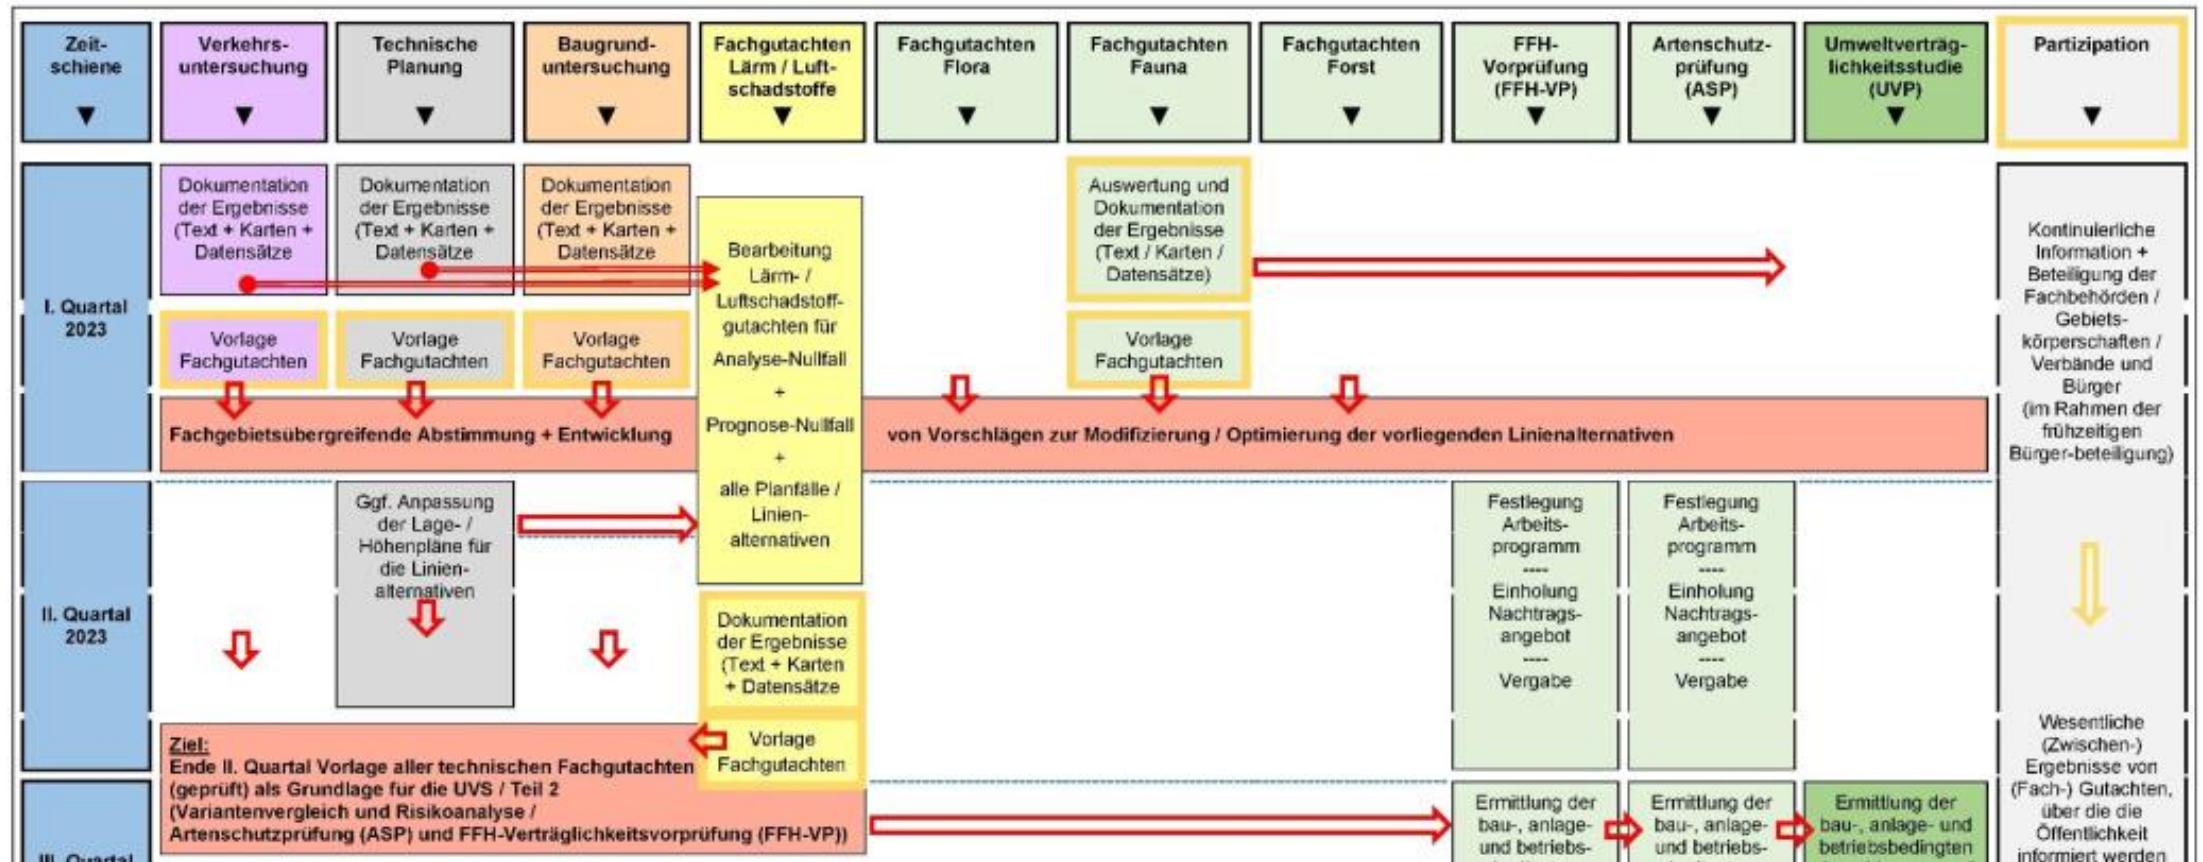 Zeit-
schiene
▼
Verkehrs-
untersuchung
▼
Technische
Planung
▼
Baugrund-
untersuchung
▼
Fachgutachten
Lärm / Luft-
schadstoffe
▼
Fachgutachten
Flora
▼
Fachgutachten
Fauna
▼
Fachgutachten
Forst
▼
FFH-
Vorprüfung
(FFH-VP)
▼
Artenschutz-
prüfung
(ASP)
▼
Umweltverträg-
lichkeitsstudie
(UVP)
▼
Partizipation
▼
I. Quartal
2023
Dokumentation
der Ergebnisse
(Text + Karten +
Datensätze
Dokumentation
der Ergebnisse
(Text + Karten +
Datensätze
Dokumentation
der Ergebnisse
(Text + Karten +
Datensätze
Bearbeitung
Lärm- /
Luftschadstoff-
gutachten für
Analyse-Nullfall
+
Prognose-Nullfall
+
alle Planfälle /
Linien-
alternativen
Auswertung und
Dokumentation
der Ergebnisse
(Text / Karten /
Datensätze)
Vorlage
Fachgutachten
Vorlage
Fachgutachten
Vorlage
Fachgutachten
Vorlage
Fachgutachten
Fachgebietsübergreifende Abstimmung + Entwicklung
von Vorschlägen zur Modifizierung / Optimierung der vorliegenden Linienalternativen
Kontinuierliche
Information +
Beteiligung der
Fachbehörden /
Gebiets-
körperschaften /
Verbände und
Bürger
(im Rahmen der
frühzeitigen
Bürger-beteiligung)
II. Quartal
2023
Ggf. Anpassung
der Lage- /
Höhenpläne für
die Linien-
alternativen
Dokumentation
der Ergebnisse
(Text + Karten
+ Datensätze
Vorlage
Fachgutachten
Festlegung
Arbeits-
programm
----
Einholung
Nachtrags-
angebot
----
Vergabe
Festlegung
Arbeits-
programm
----
Einholung
Nachtrags-
angebot
----
Vergabe
Ziel:
Ende II. Quartal Vorlage aller technischen Fachgutachten
(geprüft) als Grundlage für die UVS / Teil 2
(Variantenvergleich und Risikoanalyse /
Artenschutzprüfung (ASP) und FFH-Verträglichkeitsvorprüfung (FFH-VP))
Wesentliche
(Zwischen-)
Ergebnisse von
(Fach-) Gutachten,
über die die
Öffentlichkeit
informiert werden
III. Quartal
Ermittlung der
bau-, anlage-
und betriebs-
Ermittlung der
bau-, anlage-
und betriebs-
Ermittlung der
bau-, anlage- und
betriebsbedingten